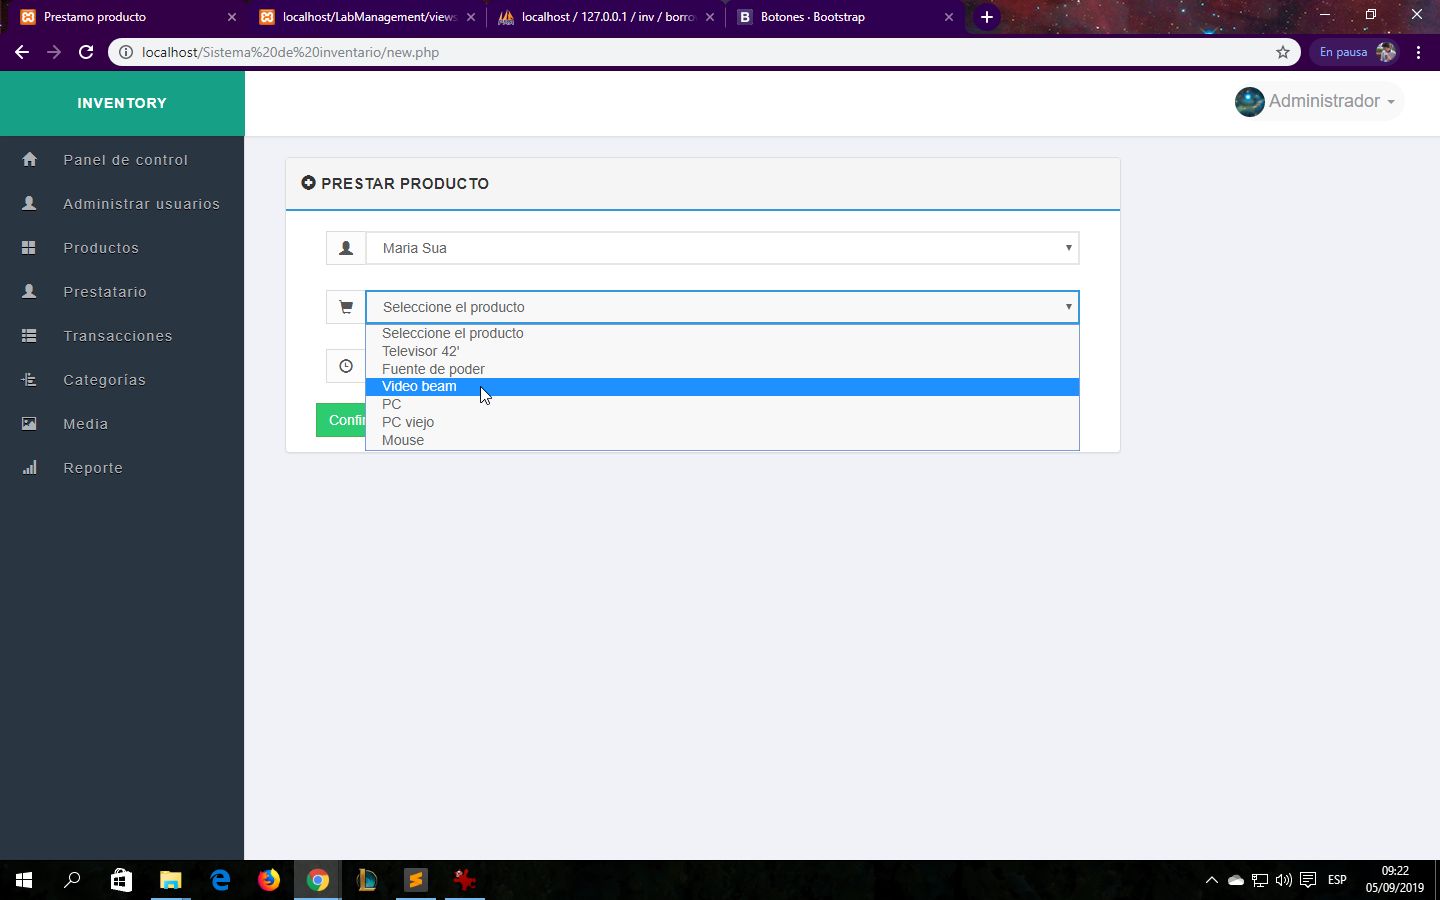 Prestamo producto
localhost/LabManagement/views
localhost / 127.0.0.1 / inv / borro
Botones · Bootstrap
localhost/Sistema%20de%20inventario/new.php
En pausa
INVENTORY
Administrador
Panel de control
Administrar usuarios
Productos
Prestatario
Transacciones
Categorías
Media
Reporte
PRESTAR PRODUCTO
Maria Sua
Seleccione el producto
Seleccione el producto
Televisor 42'
Fuente de poder
Video beam
PC
PC viejo
Mouse
Confir
ESP
09:22
05/09/2019